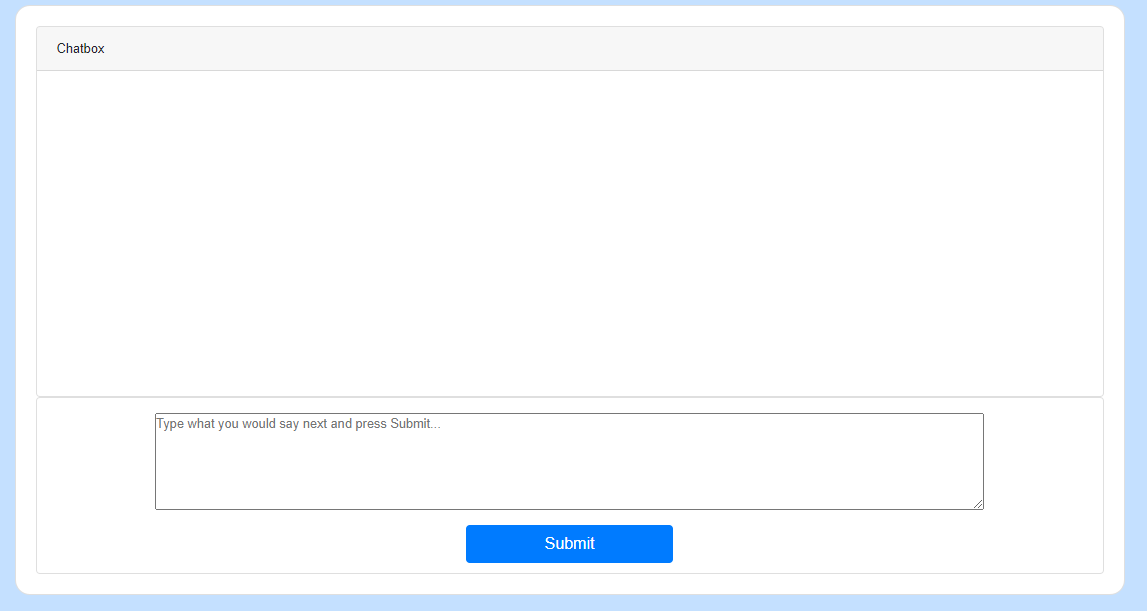 Chatbox
Type what you would say next and press Submit...
Submit